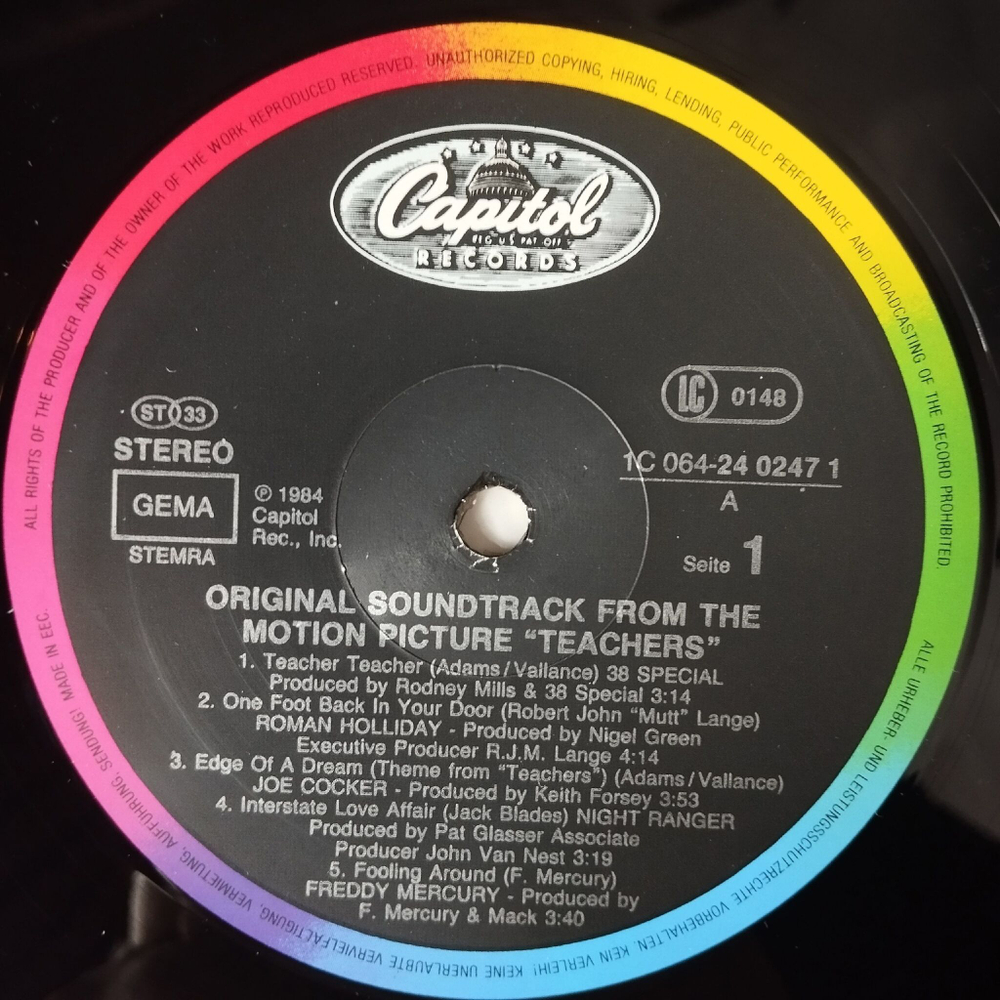 ALL RIGHTS OF THE PRODUCER AND OF THE OWNER OF THE WORK REPRODUCED RESERVED. UNAUTHORIZED COPYING, HIRING, LENDING, PUBLIC PERFORMANCE AND BROADCASTING OF THE RECORD PROHIBITED.
Capitol
REG U S PAT OFF
RECORDS
ST 33
STEREO
GEMA
STEMRA
℗ 1984
Capitol
Rec., Inc.
LC 0148
1C 064-24 0247 1
A
Seite 1
ORIGINAL SOUNDTRACK FROM THE
MOTION PICTURE “TEACHERS”
1. Teacher Teacher (Adams/Vallance) 38 SPECIAL
Produced by Rodney Mills & 38 Special 3:14
2. One Foot Back In Your Door (Robert John “Mutt” Lange)
ROMAN HOLLIDAY - Produced by Nigel Green
Executive Producer R.J.M. Lange 4:14
3. Edge Of A Dream (Theme from “Teachers”) (Adams/Vallance)
JOE COCKER - Produced by Keith Forsey 3:53
4. Interstate Love Affair (Jack Blades) NIGHT RANGER
Produced by Pat Glasser Associate
Producer John Van Nest 3:19
5. Fooling Around (F. Mercury)
FREDDY MERCURY - Produced by
F. Mercury & Mack 3:40
ALLE URHEBER- UND LEISTUNGSSCHUTZRECHTE VORBEHALTEN. KEIN VERLEIH! KEINE UNERLAUBTE VERVIELFÄLTIGUNG, VERMIETUNG, AUFFÜHRUNG, SENDUNG! MADE IN EEC.